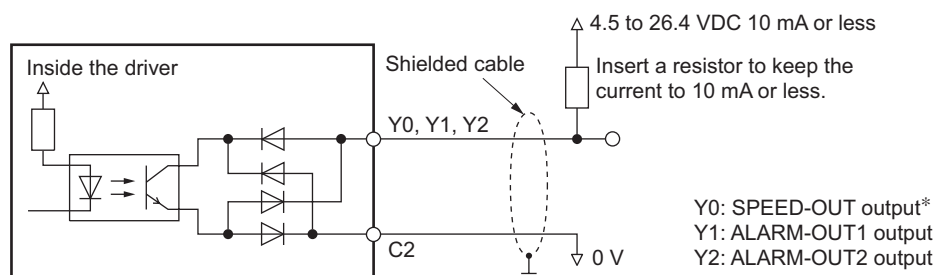 4.5 to 26.4 VDC 10 mA or less
Inside the driver
Shielded cable
Insert a resistor to keep the
current to 10 mA or less.
Y0, Y1, Y2
C2
0 V
Y0: SPEED-OUT output*
Y1: ALARM-OUT1 output
Y2: ALARM-OUT2 output